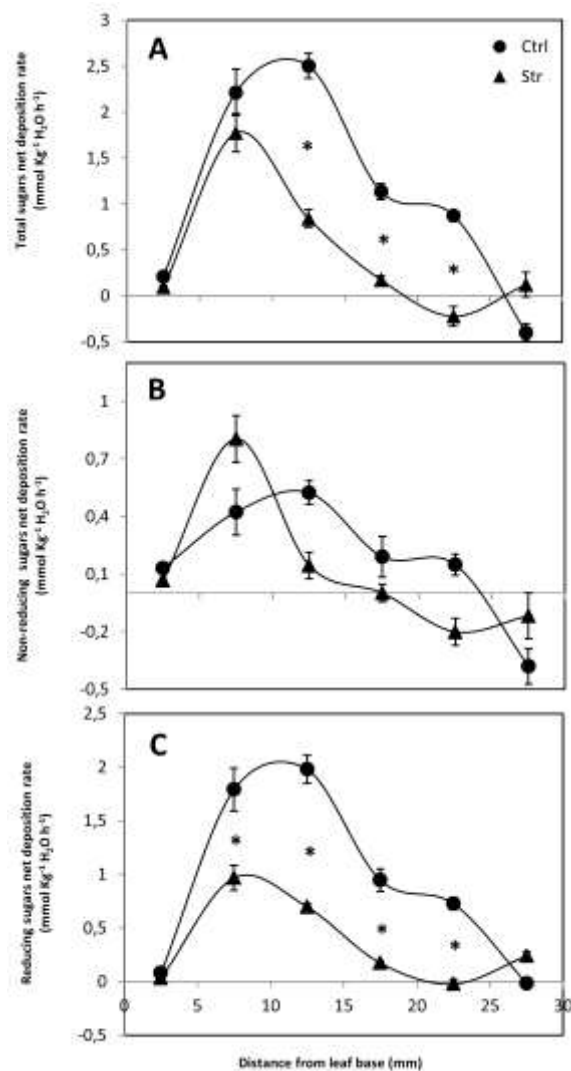 A
Ctrl
Str
Total sugars net deposition rate
(mmol Kg⁻¹ H₂O h⁻¹)
3
2,5
2
1,5
1
0,5
0
-0,5
*
*
*
B
Non-reducing sugars net deposition rate
(mmol Kg⁻¹ H₂O h⁻¹)
1
0,7
0,4
0,1
-0,2
-0,5
C
Reducing sugars net deposition rate
(mmol Kg⁻¹ H₂O h⁻¹)
2,5
2
1,5
1
0,5
0
-0,5
*
*
*
*
0 5 10 15 20 25 30
Distance from leaf base (mm)